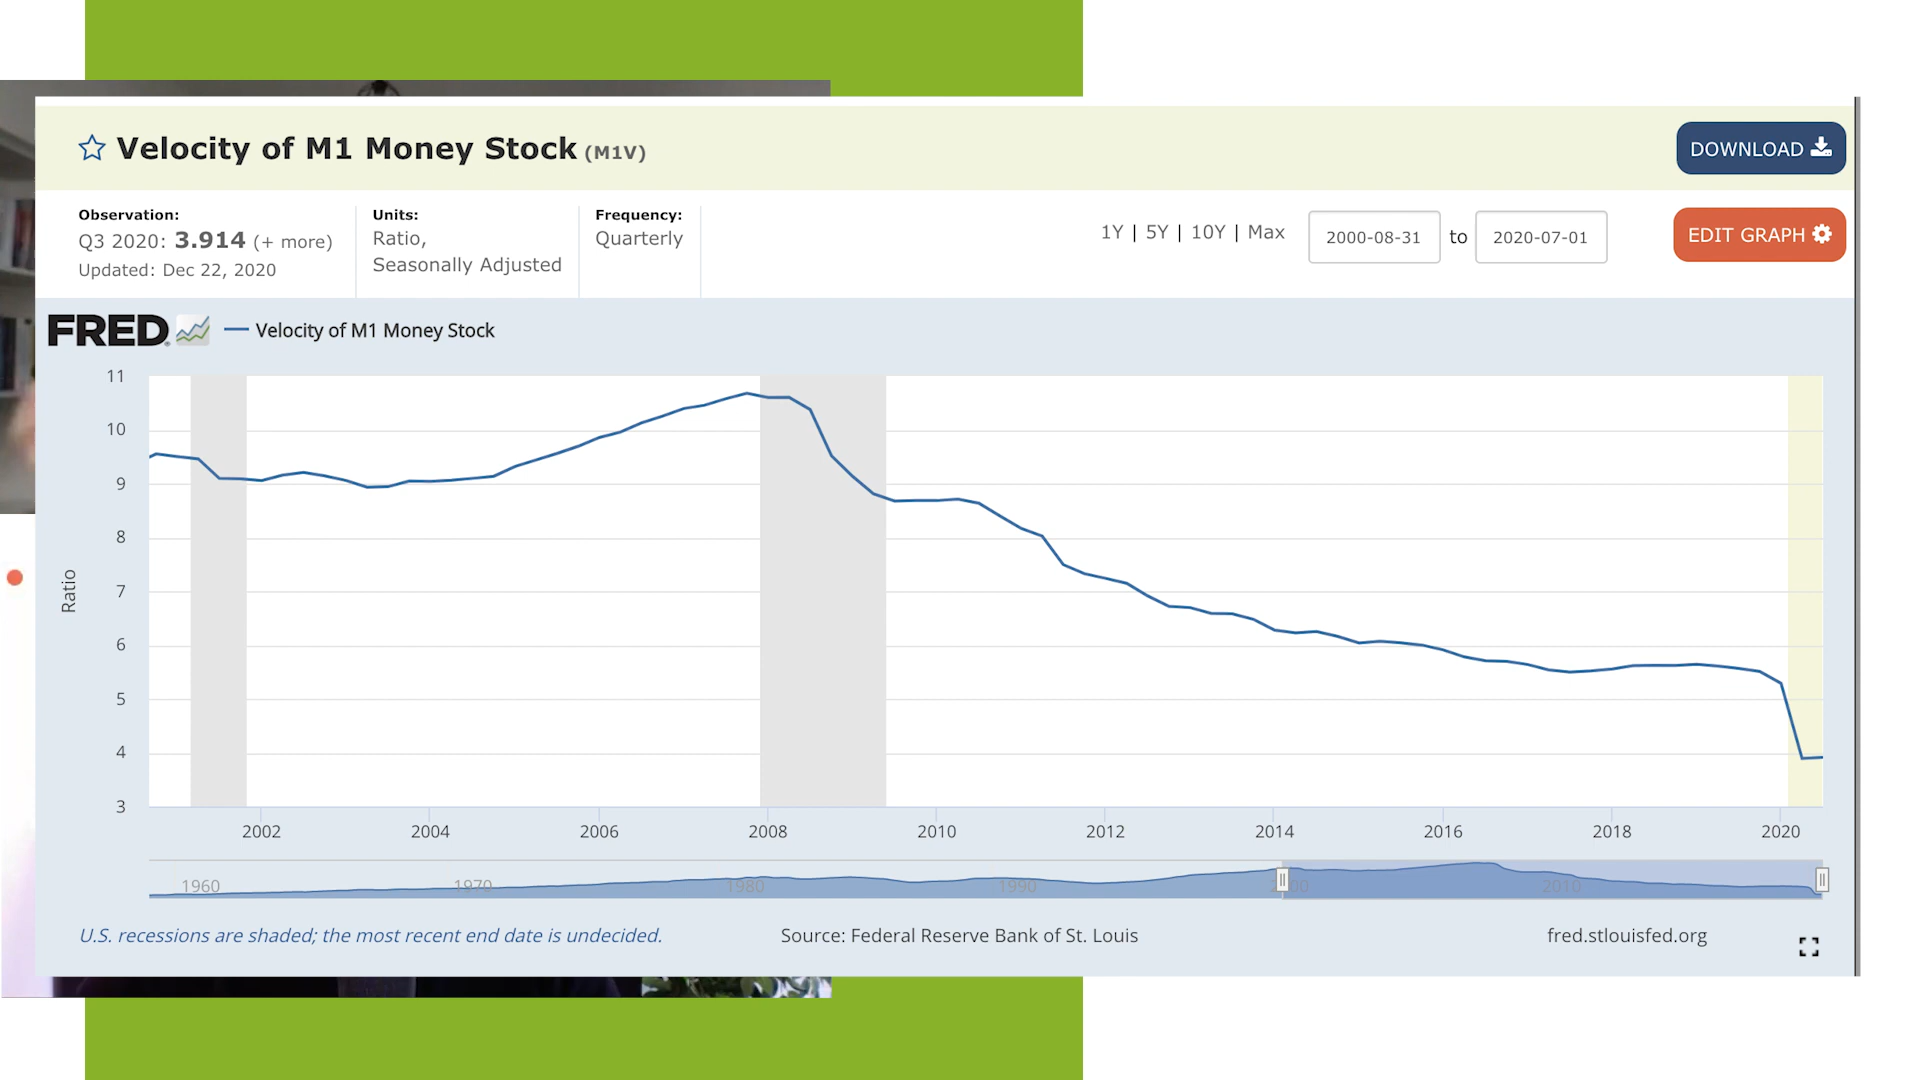 Velocity of M1 Money Stock (M1V)
DOWNLOAD
Observation:
Q3 2020: 3.914 (+ more)
Updated: Dec 22, 2020
Units:
Ratio,
Seasonally Adjusted
Frequency:
Quarterly
1Y | 5Y | 10Y | Max
2000-08-31 to 2020-07-01
EDIT GRAPH
FRED
Velocity of M1 Money Stock
11
10
9
8
7
6
5
4
3
Ratio
2002 2004 2006 2008 2010 2012 2014 2016 2018 2020
1960 1970 1980 1990 2000 2010
U.S. recessions are shaded; the most recent end date is undecided.
Source: Federal Reserve Bank of St. Louis
fred.stlouisfed.org